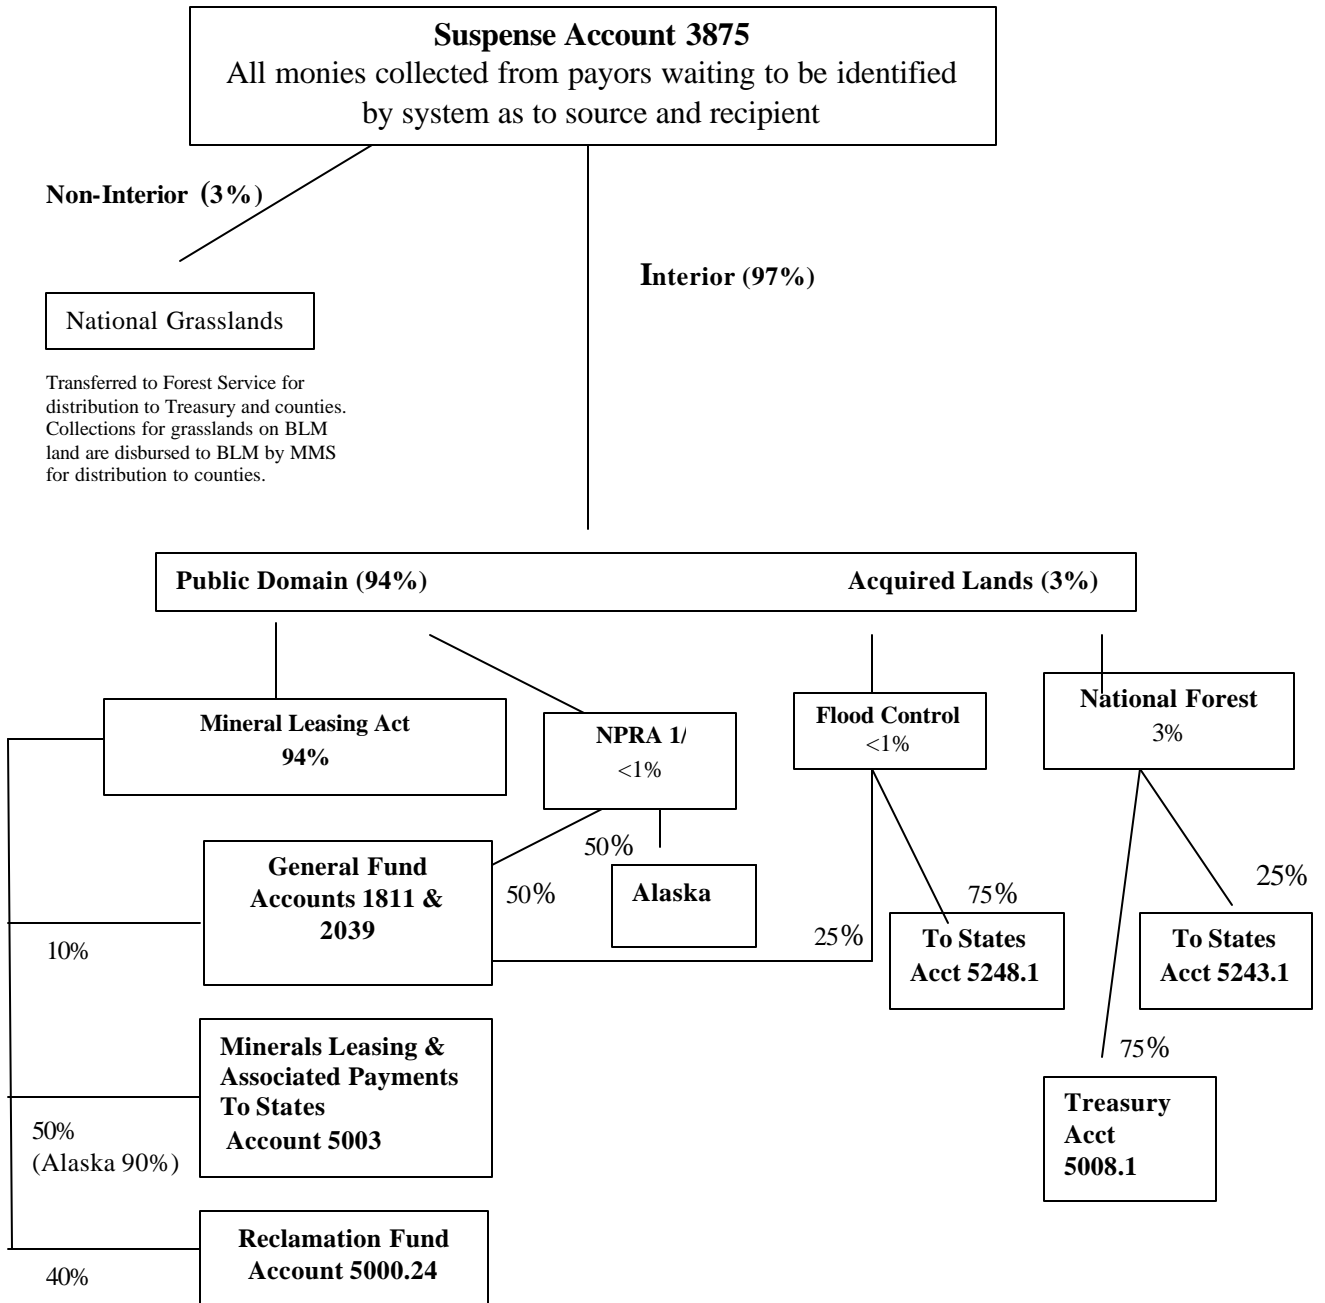 Suspense Account 3875
All monies collected from payors waiting to be identified
by system as to source and recipient
Non-Interior (3%)
Interior (97%)
National Grasslands
Transferred to Forest Service for
distribution to Treasury and counties.
Collections for grasslands on BLM
land are disbursed to BLM by MMS
for distribution to counties.
Public Domain (94%)
Acquired Lands (3%)
Mineral Leasing Act
94%
NPRA 1/
<1%
Flood Control
<1%
National Forest
3%
General Fund
Accounts 1811 &
2039
50%
50%
Alaska
10%
25%
75%
To States
Acct 5248.1
25%
To States
Acct 5243.1
Minerals Leasing &
Associated Payments
To States
Account 5003
50%
(Alaska 90%)
75%
Treasury
Acct
5008.1
Reclamation Fund
Account 5000.24
40%